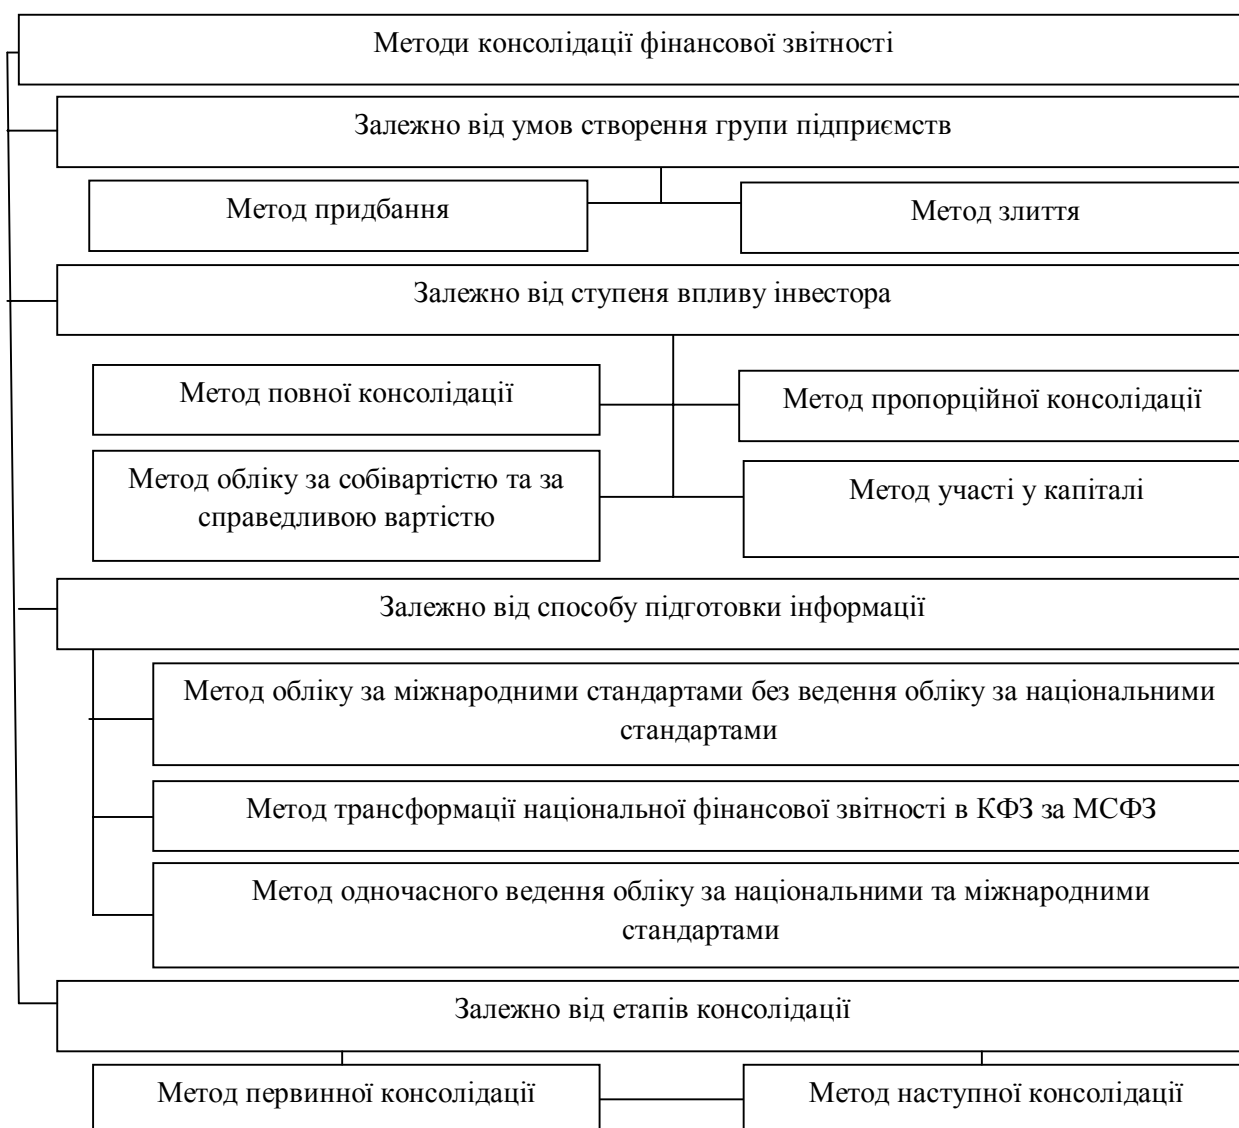 Методи консолідації фінансової звітності
Залежно від умов створення групи підприємств
Метод придбання
Метод злиття
Залежно від ступеня впливу інвестора
Метод повної консолідації
Метод пропорційної консолідації
Метод обліку за собівартістю та за
справедливою вартістю
Метод участі у капіталі
Залежно від способу підготовки інформації
Метод обліку за міжнародними стандартами без ведення обліку за національними
стандартами
Метод трансформації національної фінансової звітності в КФЗ за МСФЗ
Метод одночасного ведення обліку за національними та міжнародними
стандартами
Залежно від етапів консолідації
Метод первинної консолідації
Метод наступної консолідації